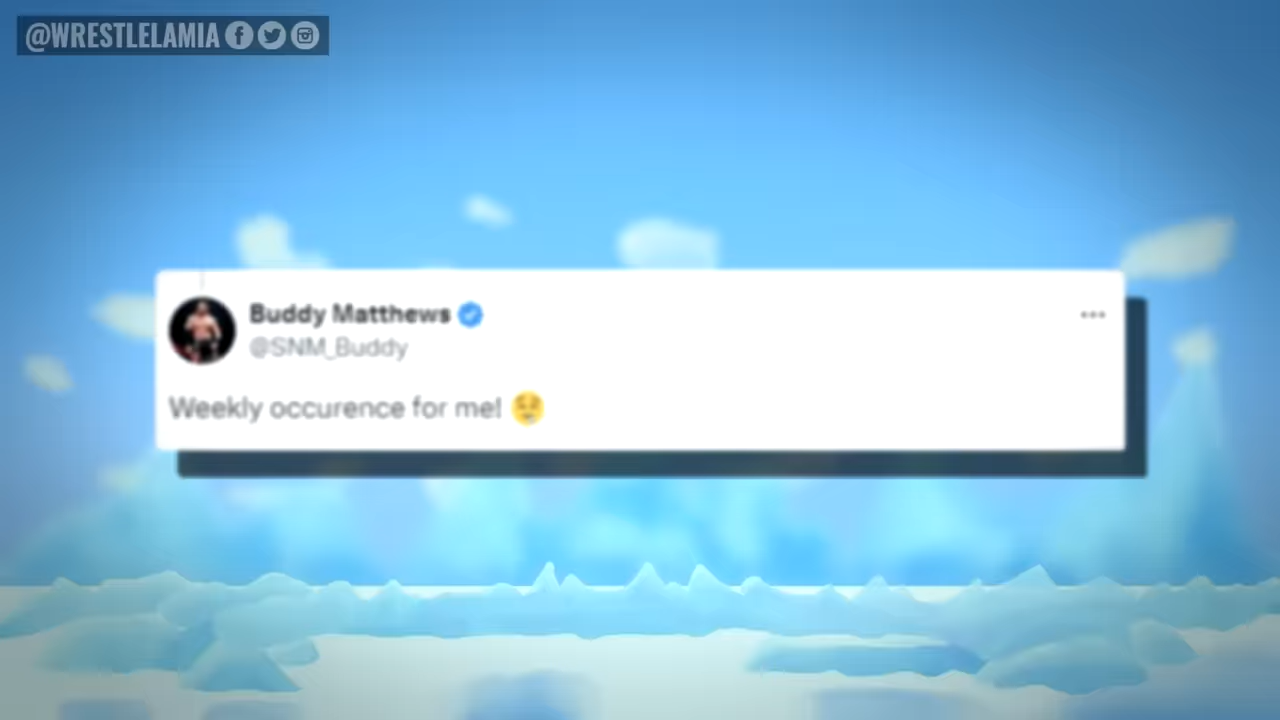 @WRESTLELAMIA
Buddy Matthews
@SNM_Buddy
Weekly occurence for me! 😢